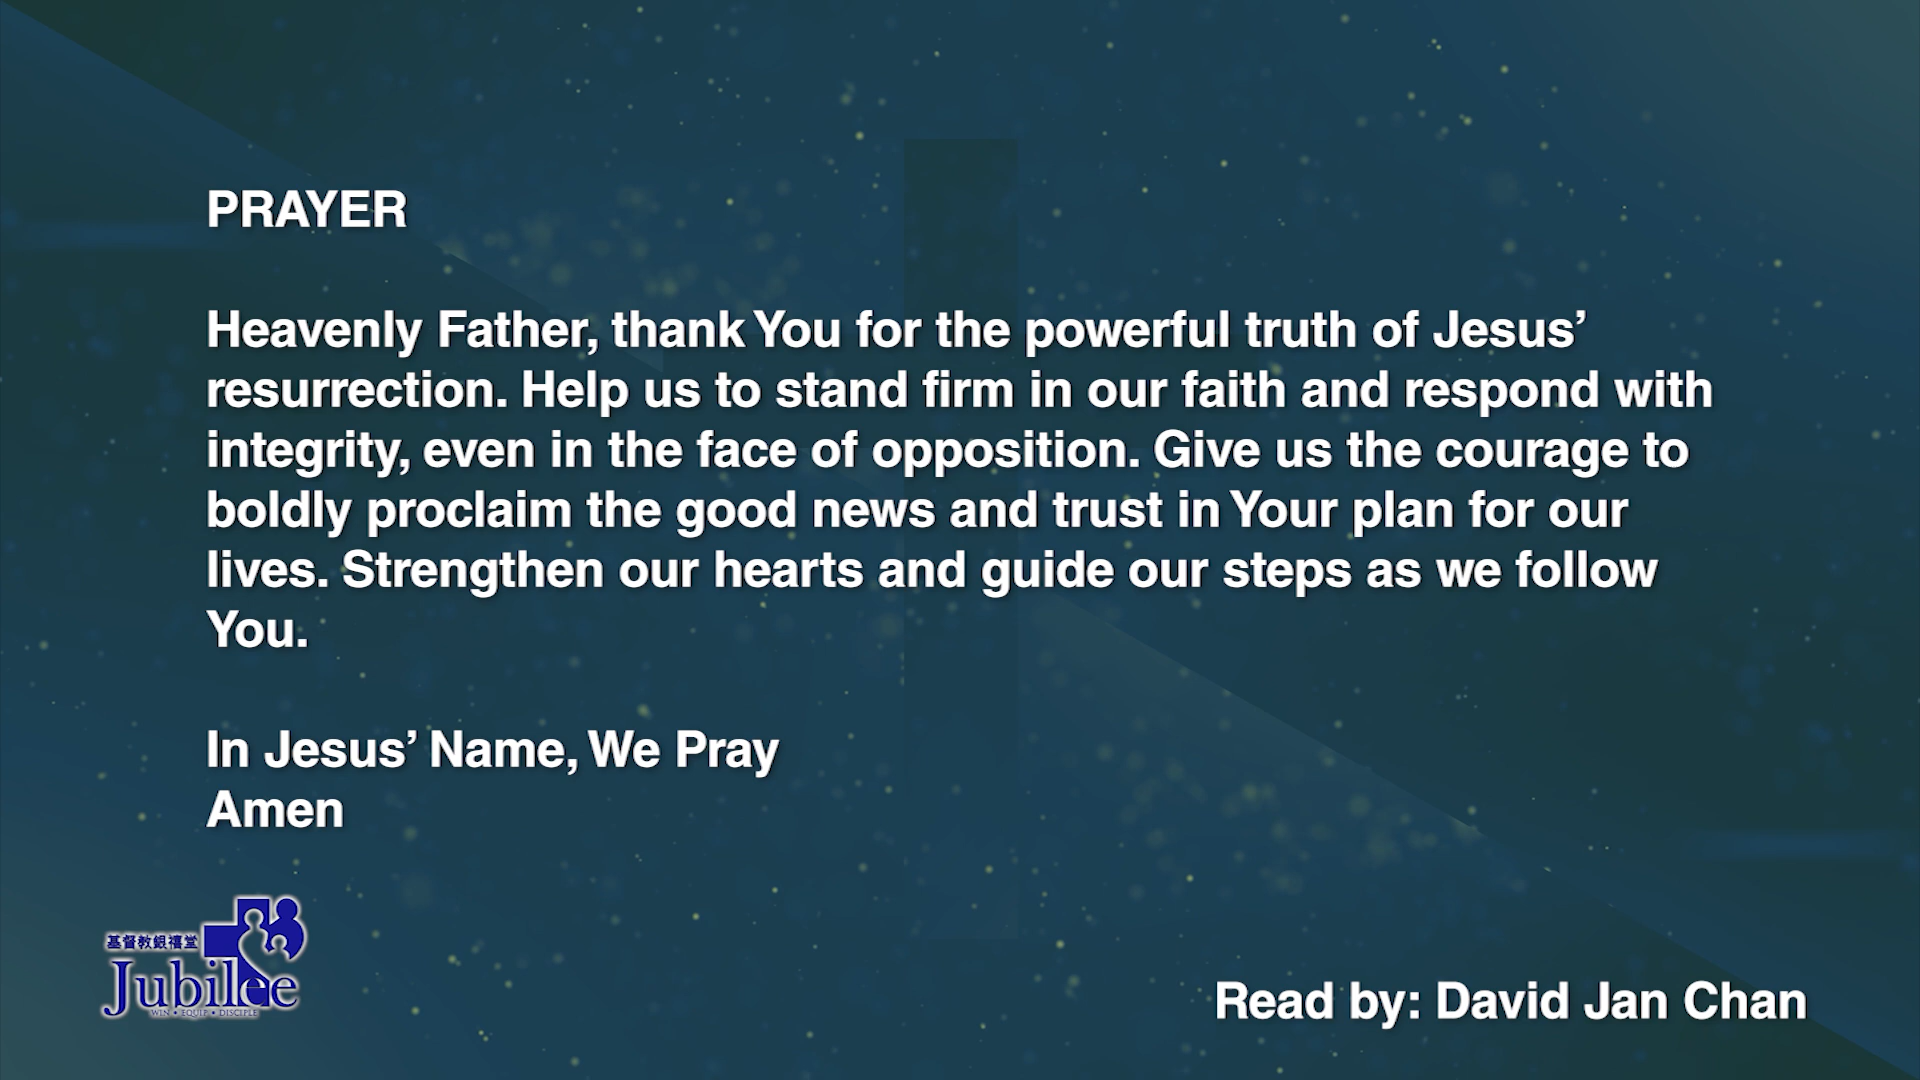 PRAYER
Heavenly Father, thank You for the powerful truth of Jesus’
resurrection. Help us to stand firm in our faith and respond with
integrity, even in the face of opposition. Give us the courage to
boldly proclaim the good news and trust in Your plan for our
lives. Strengthen our hearts and guide our steps as we follow
You.
In Jesus’ Name, We Pray
Amen
基督教銀禧堂
Jubilee
WIN • EQUIP • DISCIPLE
Read by: David Jan Chan